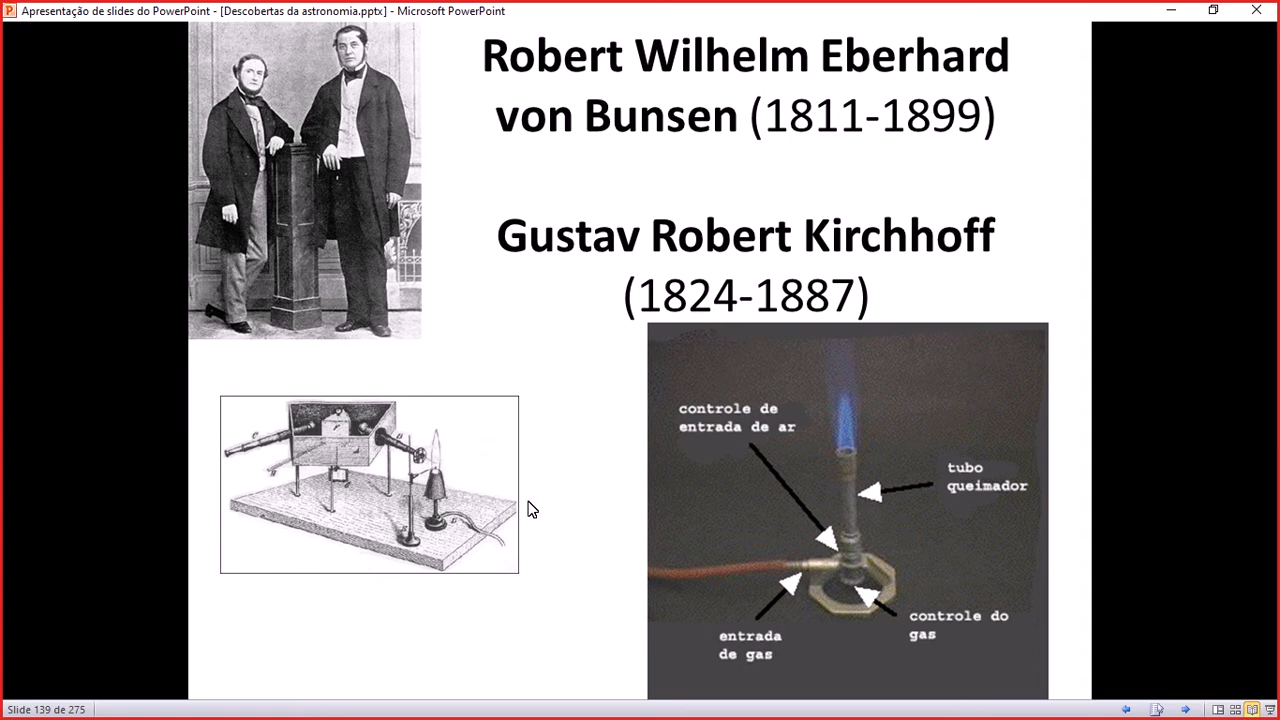 Apresentação de slides do PowerPoint - [Descobertas da astronomia.pptx] - Microsoft PowerPoint
Robert Wilhelm Eberhard
von Bunsen (1811-1899)
Gustav Robert Kirchhoff
(1824-1887)
controle de
entrada de ar
tubo
queimador
controle do
gas
entrada
de gas
Slide 139 de 275